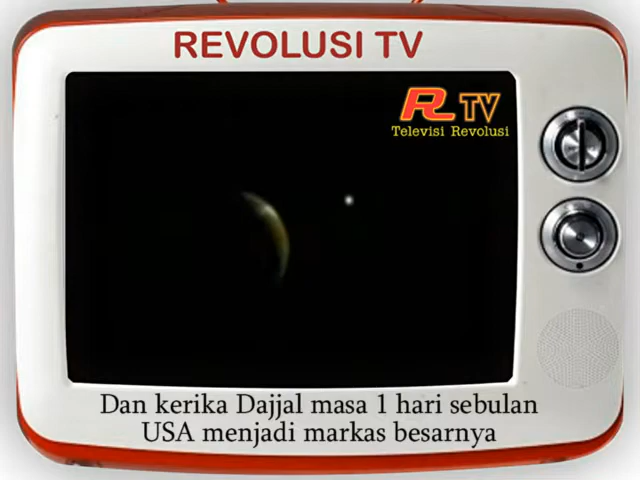 REVOLUSI TV
R TV
Televisi Revolusi
Dan kerika Dajjal masa 1 hari sebulan
USA menjadi markas besarnya